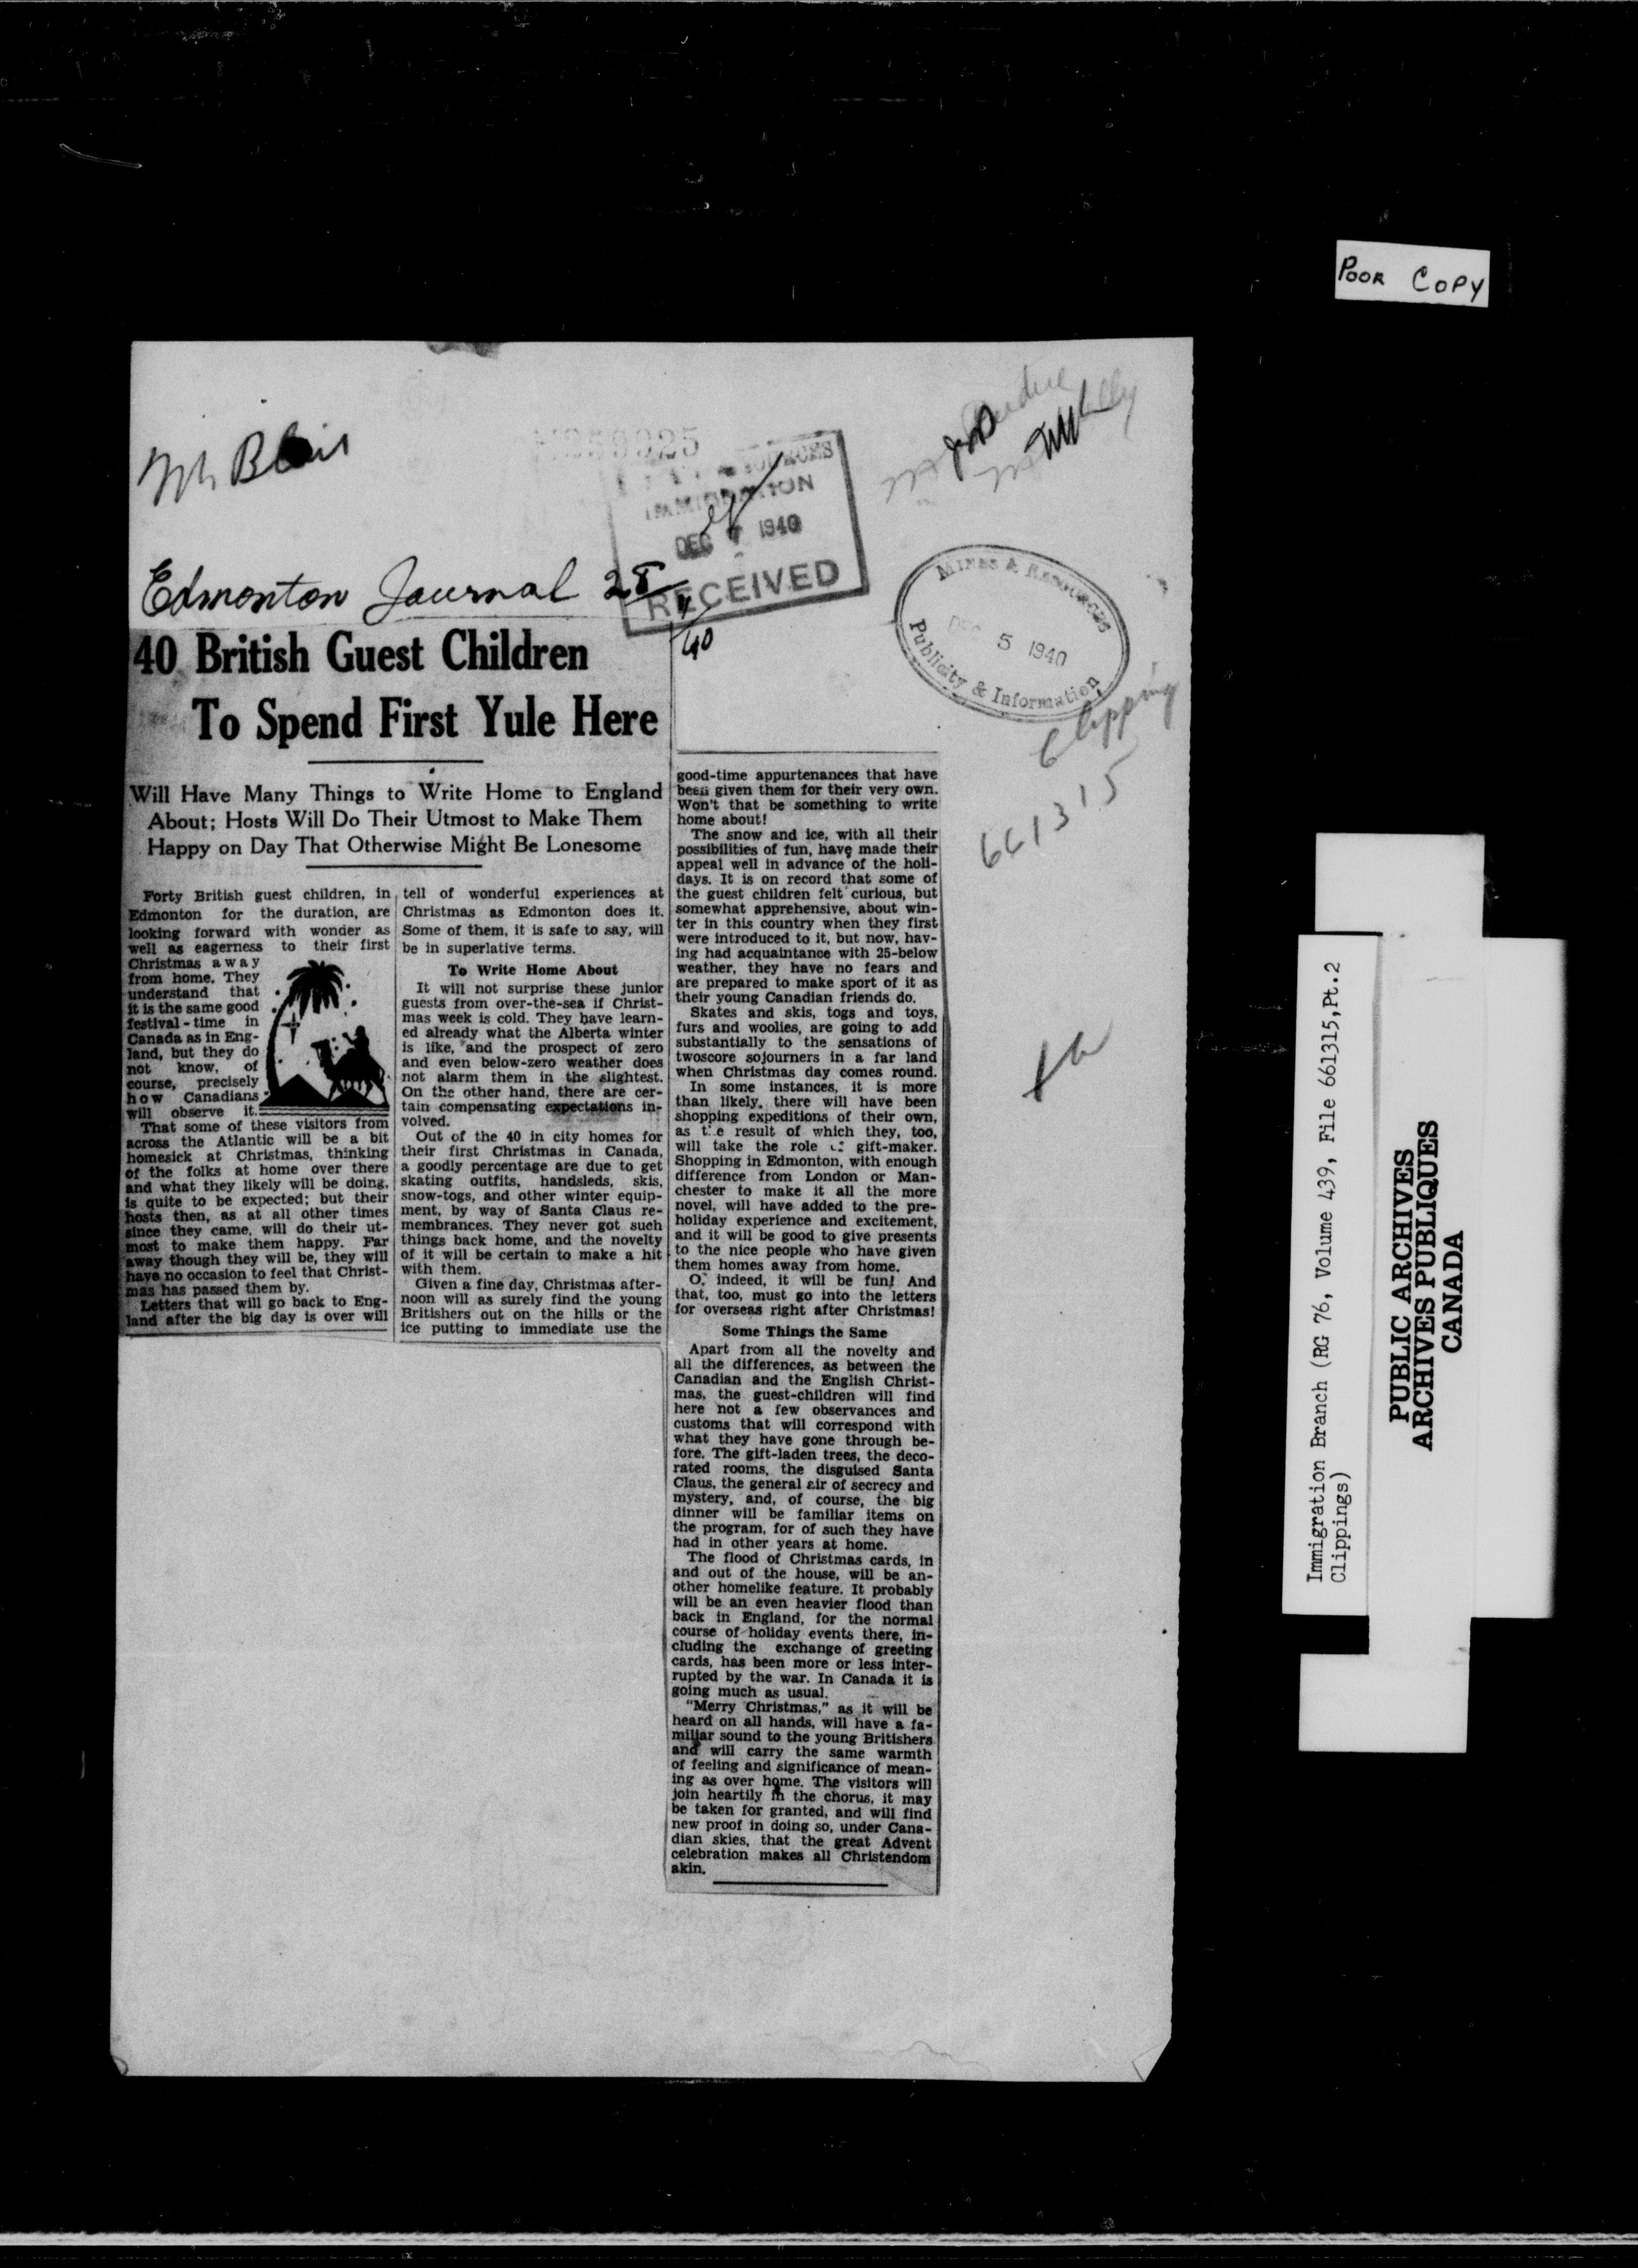 POOR COPY
Mr Blair
IMMIGRATION
DEC 7 1940
RECEIVED
MINES & RESOURCES
DEC 5 1940
Publicity & Information
Clipping
661315
Edmonton Journal 28/11/40
40 British Guest Children
To Spend First Yule Here
Will Have Many Things to Write Home to England
About; Hosts Will Do Their Utmost to Make Them
Happy on Day That Otherwise Might Be Lonesome
Forty British guest children, in
Edmonton for the duration, are
looking forward with wonder as
well as eagerness to their first
Christmas away
from home. They
understand that
it is the same good
festival-time in
Canada as in Eng-
land, but they do
not know, of
course, precisely
how Canadians
will observe it.
That some of these visitors from
across the Atlantic will be a bit
homesick at Christmas, thinking
of the folks at home over there
and what they likely will be doing,
is quite to be expected; but their
hosts then, as at all other times
since they came, will do their ut-
most to make them happy. Far
away though they will be, they will
have no occasion to feel that Christ-
mas has passed them by.
Letters that will go back to Eng-
land after the big day is over will
tell of wonderful experiences at
Christmas as Edmonton does it.
Some of them, it is safe to say, will
be in superlative terms.
To Write Home About
It will not surprise these junior
guests from over-the-sea if Christ-
mas week is cold. They have learn-
ed already what the Alberta winter
is like, and the prospect of zero
and even below-zero weather does
not alarm them in the slightest.
On the other hand, there are cer-
tain compensating expectations in-
volved.
Out of the 40 in city homes for
their first Christmas in Canada,
a goodly percentage are due to get
skating outfits, handsleds, skis,
snow-togs, and other winter equip-
ment, by way of Santa Claus re-
membrances. They never got such
things back home, and the novelty
of it will be certain to make a hit
with them.
Given a fine day, Christmas after-
noon will as surely find the young
Britishers out on the hills or the
ice putting to immediate use the
good-time appurtenances that have
been given them for their very own.
Won't that be something to write
home about!
The snow and ice, with all their
possibilities of fun, have made their
appeal well in advance of the holi-
days. It is on record that some of
the guest children felt curious, but
somewhat apprehensive, about win-
ter in this country when they first
were introduced to it, but now, hav-
ing had acquaintance with 25-below
weather, they have no fears and
are prepared to make sport of it as
their young Canadian friends do.
Skates and skis, togs and toys,
furs and woolies, are going to add
substantially to the sensations of
twoscore sojourners in a far land
when Christmas day comes round.
In some instances, it is more
than likely, there will have been
shopping expeditions of their own,
as the result of which they, too,
will take the role of gift-maker.
Shopping in Edmonton, with enough
difference from London or Man-
chester to make it all the more
novel, will have added to the pre-
holiday experience and excitement,
and it will be good to give presents
to the nice people who have given
them homes away from home.
O, indeed, it will be fun! And
that, too, must go into the letters
for overseas right after Christmas!
Some Things the Same
Apart from all the novelty and
all the differences, as between the
Canadian and the English Christ-
mas, the guest-children will find
here not a few observances and
customs that will correspond with
what they have gone through be-
fore. The gift-laden trees, the deco-
rated rooms, the disguised Santa
Claus, the general air of secrecy and
mystery, and, of course, the big
dinner will be familiar items on
the program, for of such they have
had in other years at home.
The flood of Christmas cards, in
and out of the house, will be an-
other homelike feature. It probably
will be an even heavier flood than
back in England, for the normal
course of holiday events there, in-
cluding the exchange of greeting
cards, has been more or less inter-
rupted by the war. In Canada it is
going much as usual.
"Merry Christmas," as it will be
heard on all hands, will have a fa-
miliar sound to the young Britishers
and will carry the same warmth
of feeling and significance of mean-
ing as over home. The visitors will
join heartily in the chorus, it may
be taken for granted, and will find
new proof in doing so, under Cana-
dian skies, that the great Advent
celebration makes all Christendom
akin.
Immigration Branch (RG 76, Volume 439, File 661315,Pt.2
Clippings)
PUBLIC ARCHIVES
ARCHIVES PUBLIQUES
CANADA